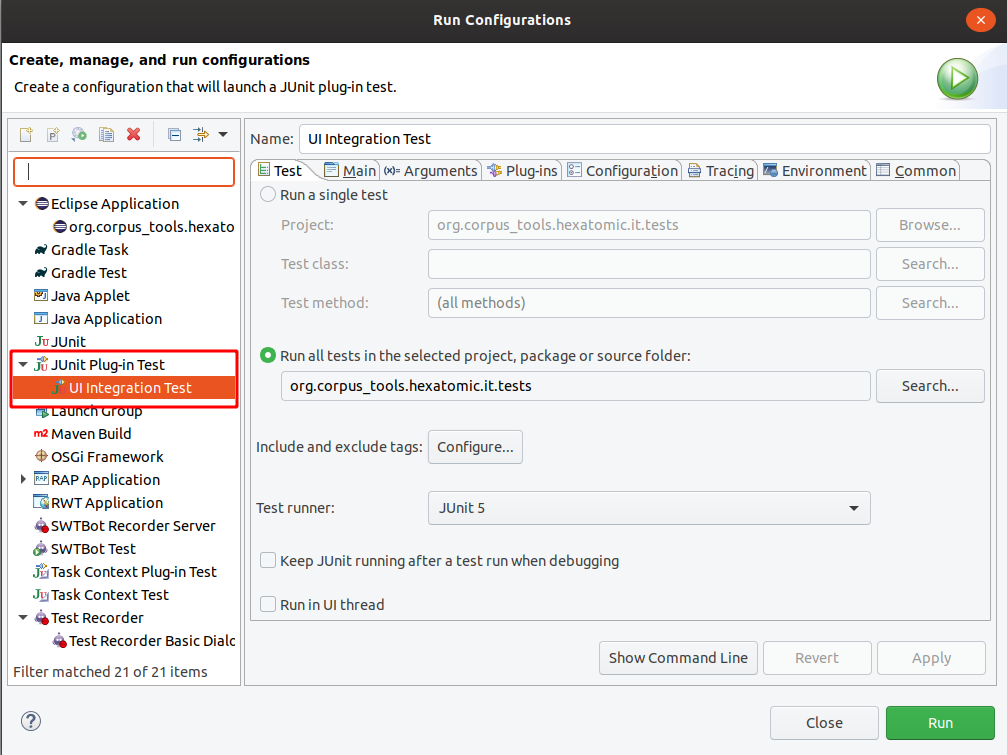 Run Configurations
Create, manage, and run configurations
Create a configuration that will launch a JUnit plug-in test.
Eclipse Application
org.corpus_tools.hexato
Gradle Task
Gradle Test
Java Applet
Java Application
JUnit
JUnit Plug-in Test
UI Integration Test
Launch Group
Maven Build
OSGi Framework
RAP Application
RWT Application
SWTBot Recorder Server
SWTBot Test
Task Context Plug-in Test
Task Context Test
Test Recorder
Test Recorder Basic Dialo
Filter matched 21 of 21 items
Name: UI Integration Test
Test Main Arguments Plug-ins Configuration Tracing Environment Common
Run a single test
Project: org.corpus_tools.hexatomic.it.tests Browse...
Test class: Search...
Test method: (all methods) Search...
Run all tests in the selected project, package or source folder:
org.corpus_tools.hexatomic.it.tests Search...
Include and exclude tags: Configure...
Test runner: JUnit 5
Keep JUnit running after a test run when debugging
Run in UI thread
Show Command Line Revert Apply
Close Run